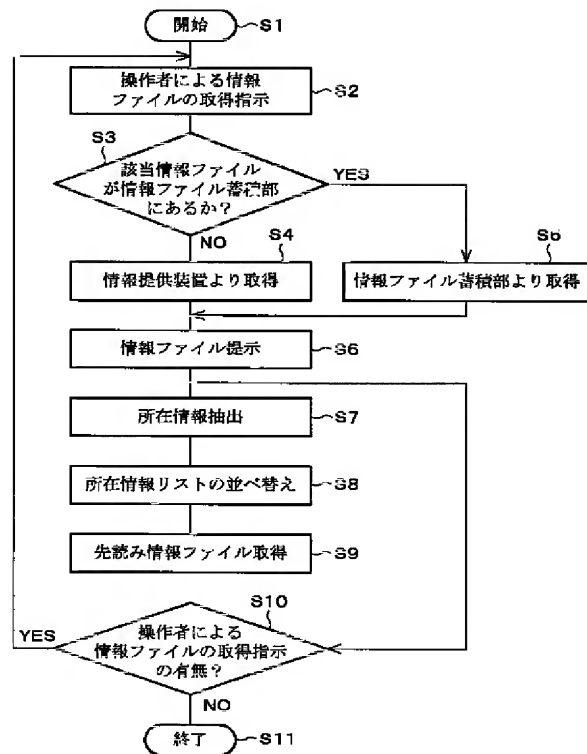 開始
S1
操作者による情報
ファイルの取得指示
S2
S3
該当情報ファイル
が情報ファイル蓄積部
にあるか？
YES
NO
S4
情報提供装置より取得
S5
情報ファイル蓄積部より取得
情報ファイル提示
S6
所在情報抽出
S7
所在情報リストの並べ替え
S8
先読み情報ファイル取得
S9
S10
YES
操作者による
情報ファイルの取得指示
の有無？
NO
終了
S11